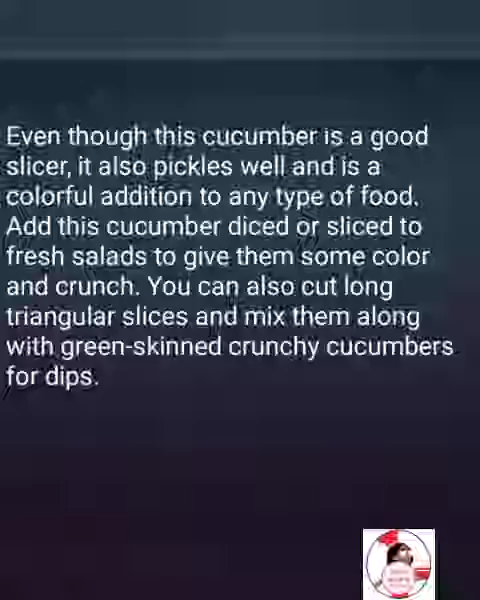 Even though this cucumber is a good
slicer, it also pickles well and is a
colorful addition to any type of food.
Add this cucumber diced or sliced to
fresh salads to give them some color
and crunch. You can also cut long
triangular slices and mix them along
with green-skinned crunchy cucumbers
for dips.